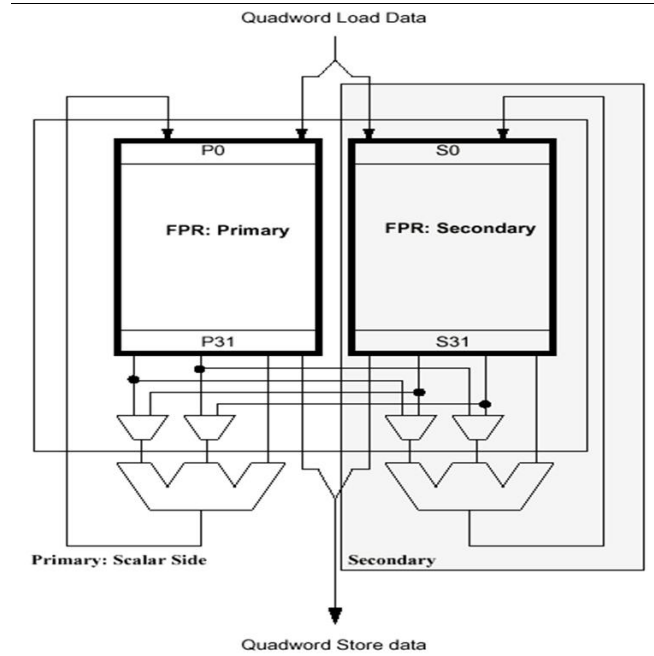 Quadword Load Data
P0
S0
FPR: Primary
FPR: Secondary
P31
S31
Primary: Scalar Side
Secondary
Quadword Store data